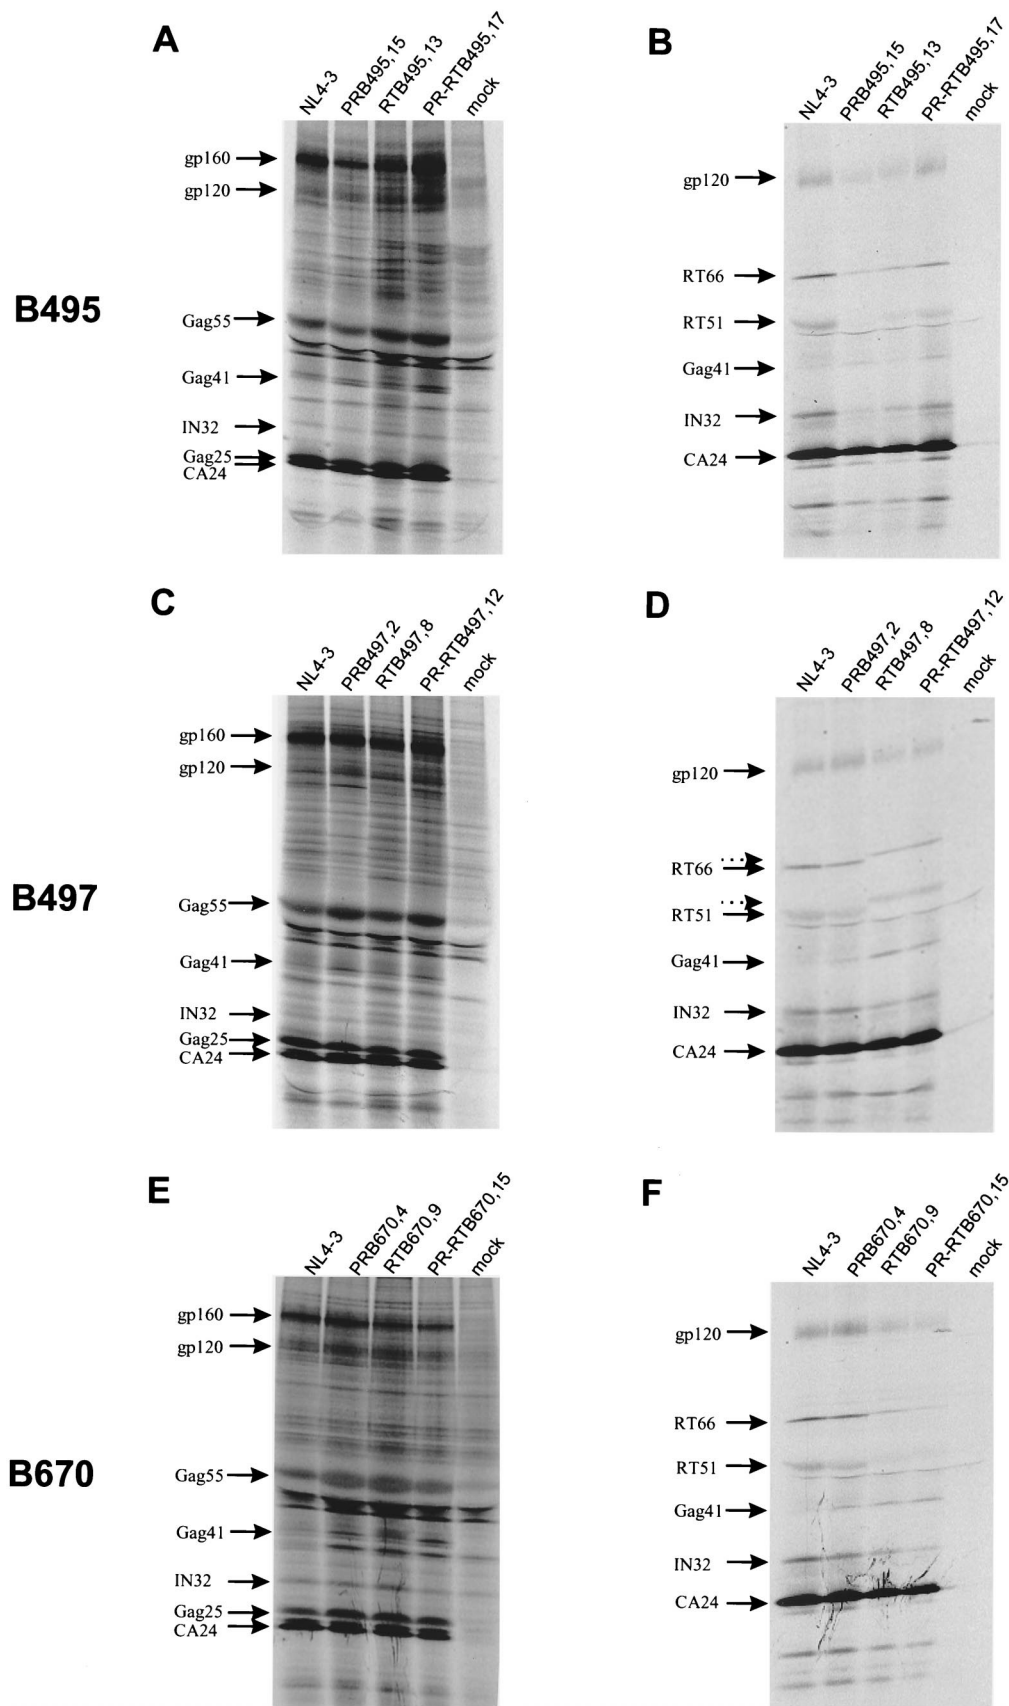 A
NL4-3
PRB495,15
RTB495,13
PR-RTB495,17
mock
gp160
gp120
Gag55
Gag41
IN32
Gag25
CA24
B
NL4-3
PRB495,15
RTB495,13
PR-RTB495,17
mock
gp120
RT66
RT51
Gag41
IN32
CA24
B495
C
NL4-3
PRB497,2
RTB497,8
PR-RTB497,12
mock
gp160
gp120
Gag55
Gag41
IN32
Gag25
CA24
D
NL4-3
PRB497,2
RTB497,8
PR-RTB497,12
mock
gp120
RT66
RT51
Gag41
IN32
CA24
B497
E
NL4-3
PRB670,4
RTB670,9
PR-RTB670,15
mock
gp160
gp120
Gag55
Gag41
IN32
Gag25
CA24
F
NL4-3
PRB670,4
RTB670,9
PR-RTB670,15
mock
gp120
RT66
RT51
Gag41
IN32
CA24
B670